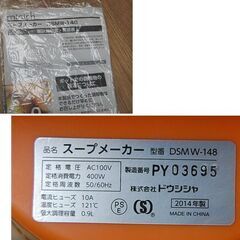 スープメーカー DSMW-148
品名 スープメーカー 型番 DSMW-148
定格電圧 AC100V
定格消費電力 400W
定格周波数 50/60Hz
製造番号 PY03695
電流ヒューズ 10A
温度ヒューズ 121℃
最大調理容量 0.9L
PS
E
S
株式会社ドウシシャ
2014年製